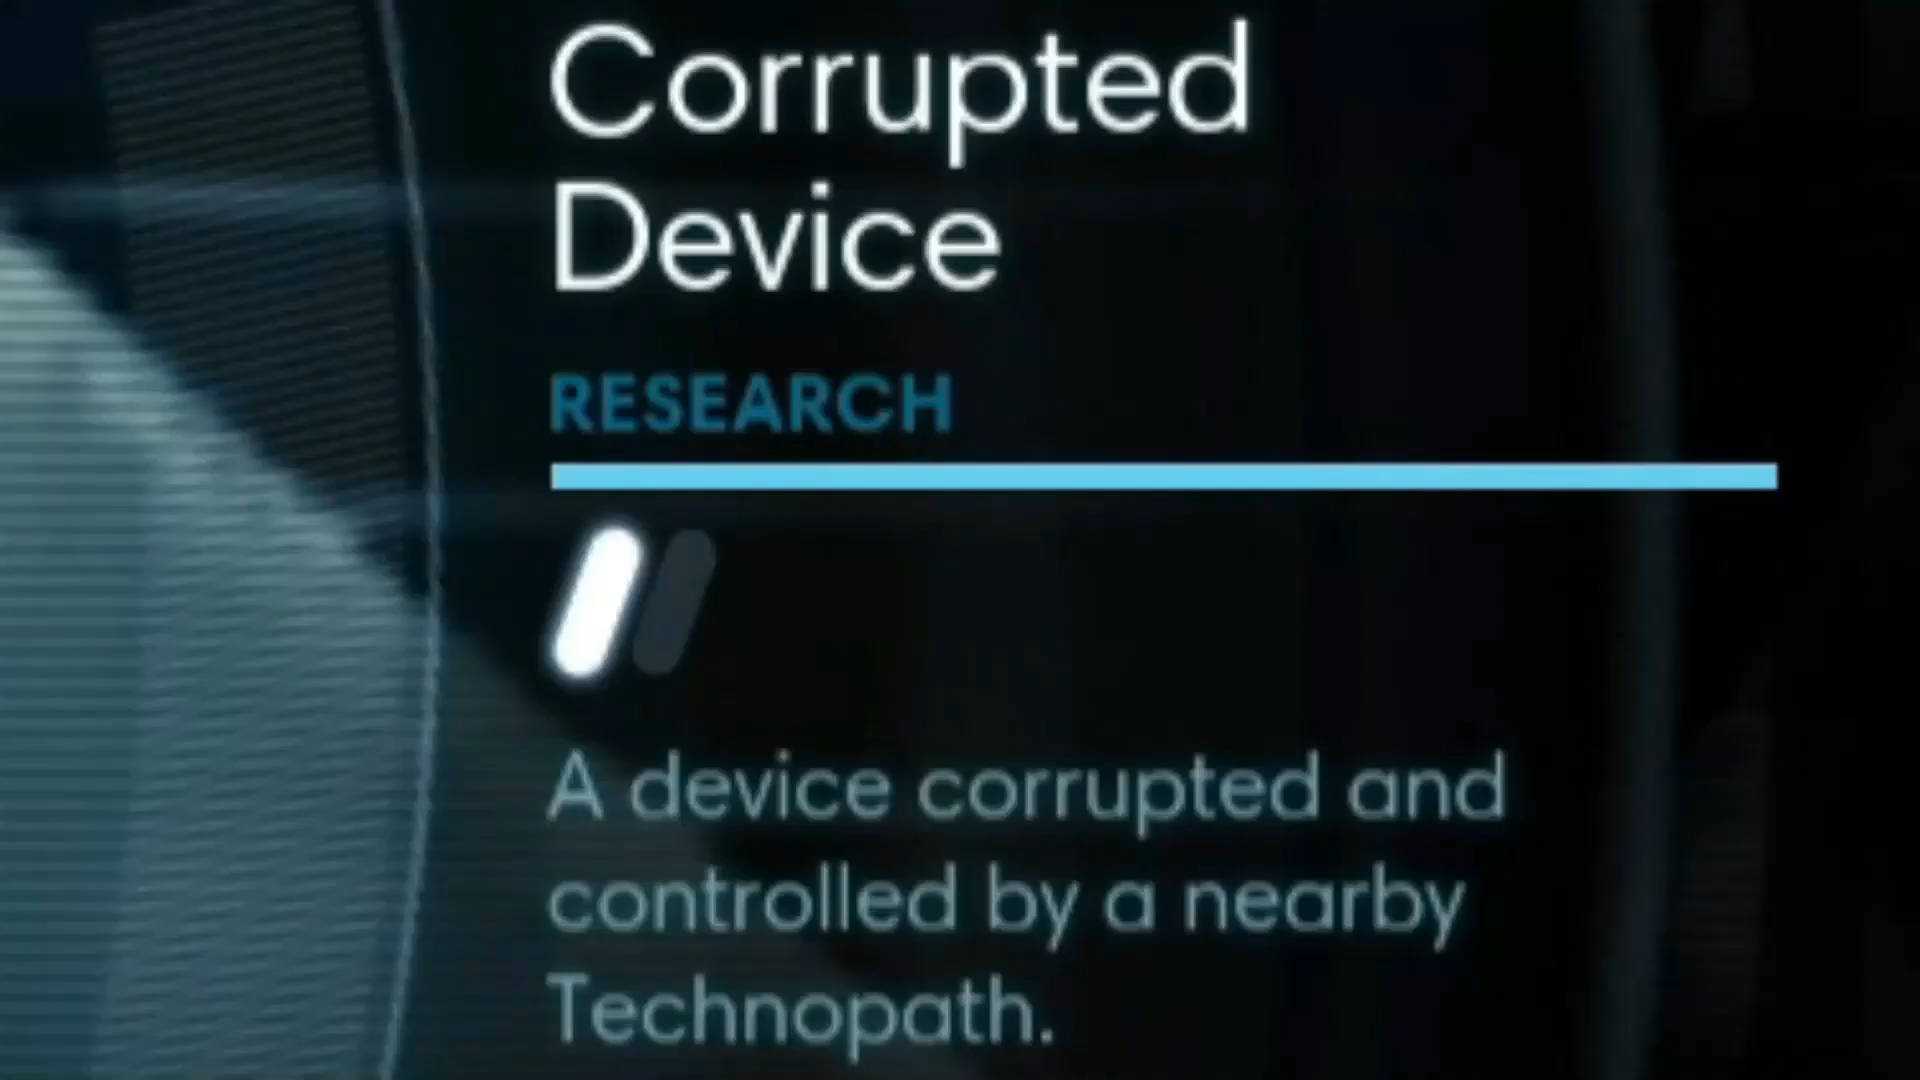 Corrupted
Device
RESEARCH
A device corrupted and
controlled by a nearby
Technopath.